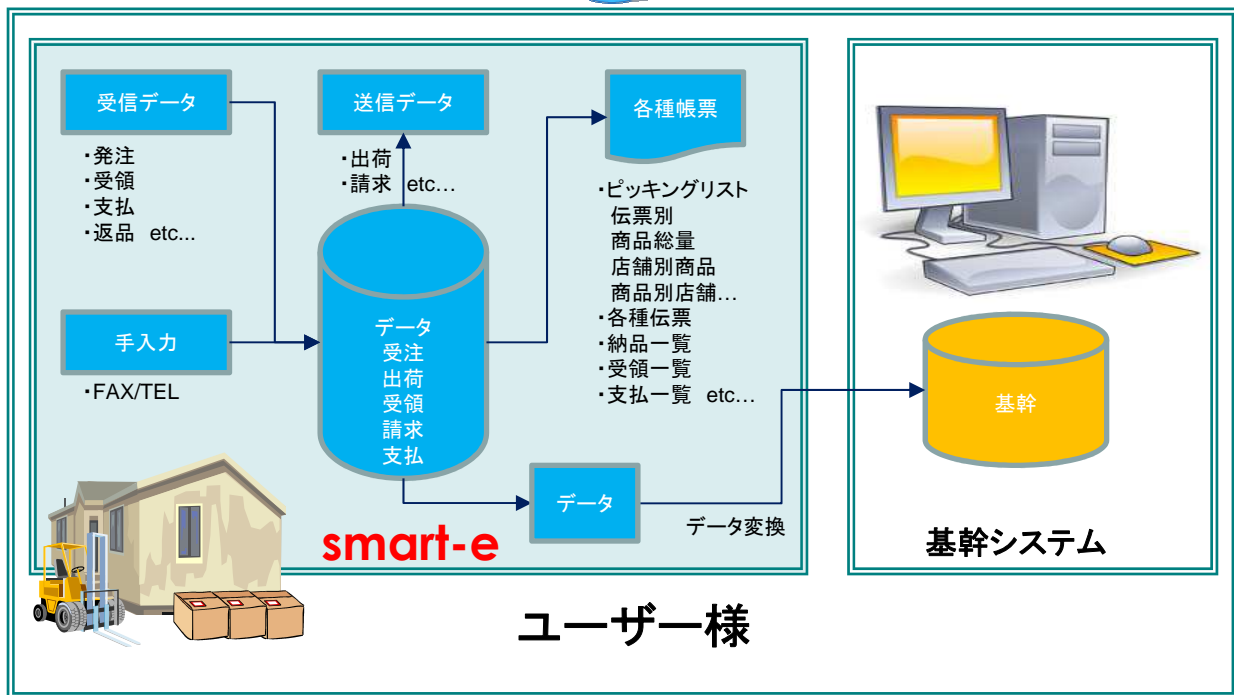 受信データ
・発注
・受領
・支払
・返品 etc...
手入力
・FAX/TEL
送信データ
・出荷
・請求 etc…
データ
受注
出荷
受領
請求
支払
各種帳票
・ピッキングリスト
伝票別
商品総量
店舗別商品
商品別店舗…
・各種伝票
・納品一覧
・受領一覧
・支払一覧 etc…
データ
データ変換
smart-e
基幹
基幹システム
ユーザー様